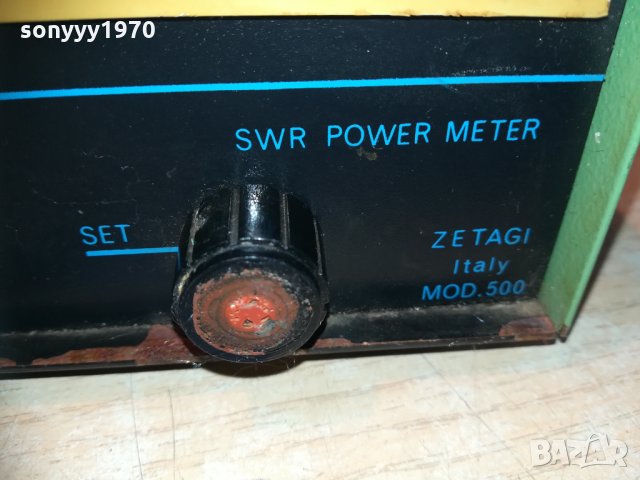 sonyyy1970
SWR POWER METER
SET
ZETAGI
Italy
MOD.500
BAZAR